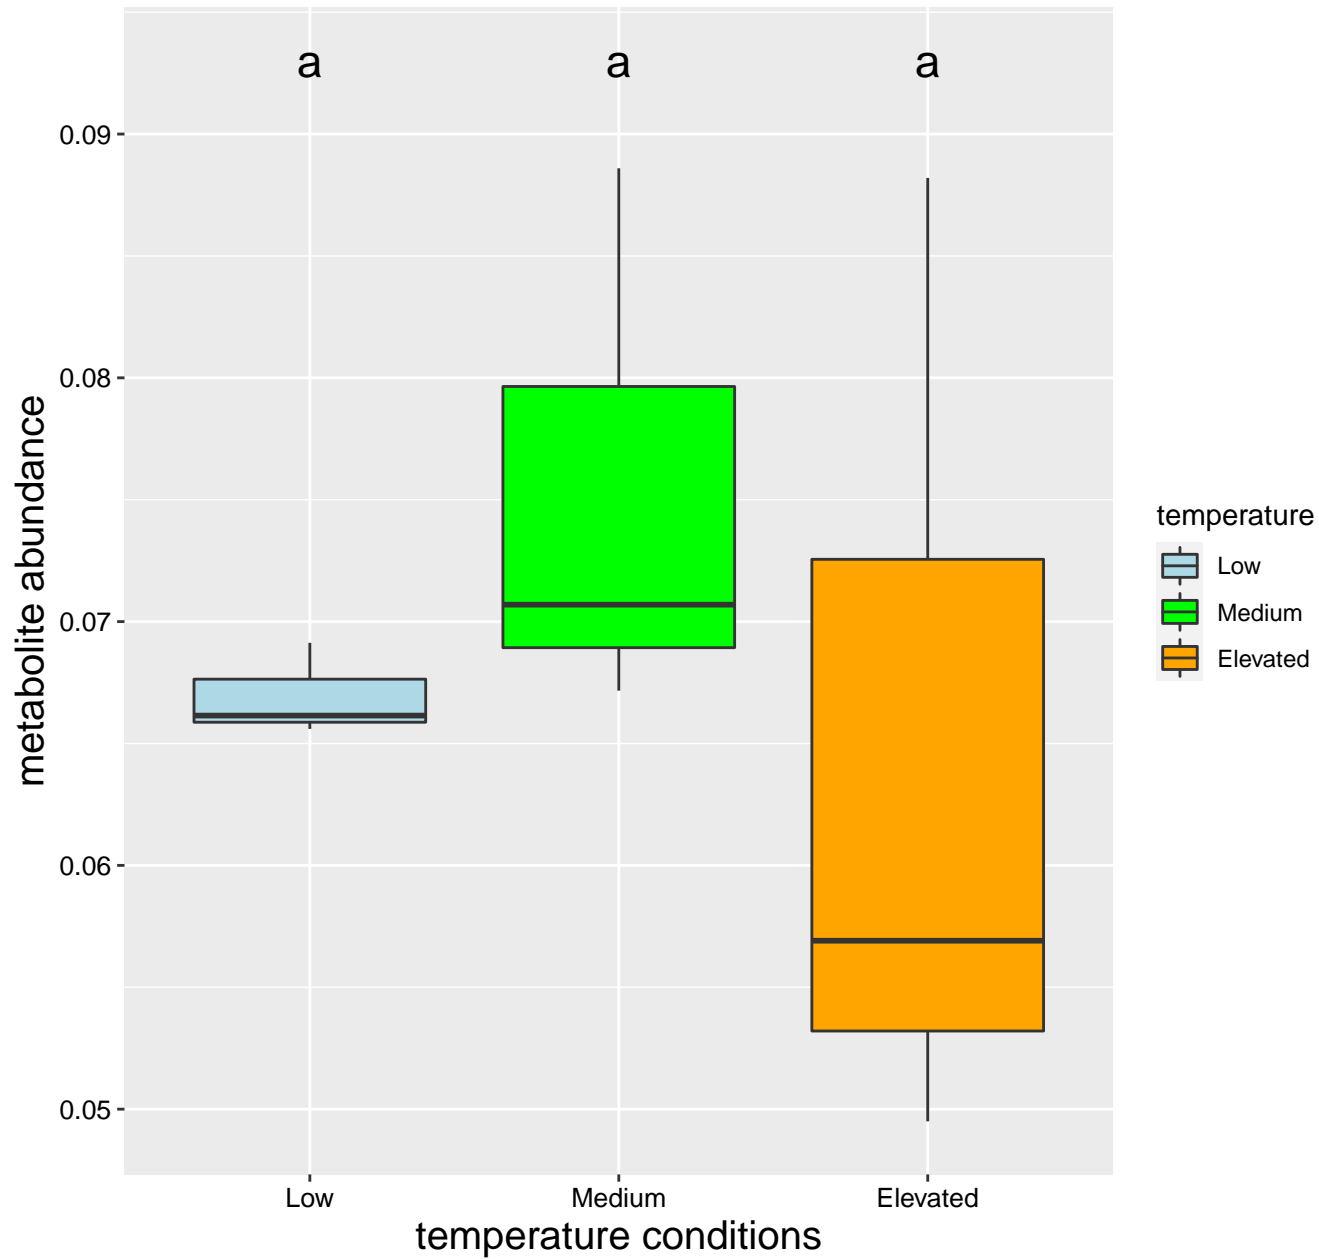 a a a
0.09
0.08
0.07
0.06
0.05
metabolite abundance
Low Medium Elevated
temperature conditions
temperature
Low
Medium
Elevated